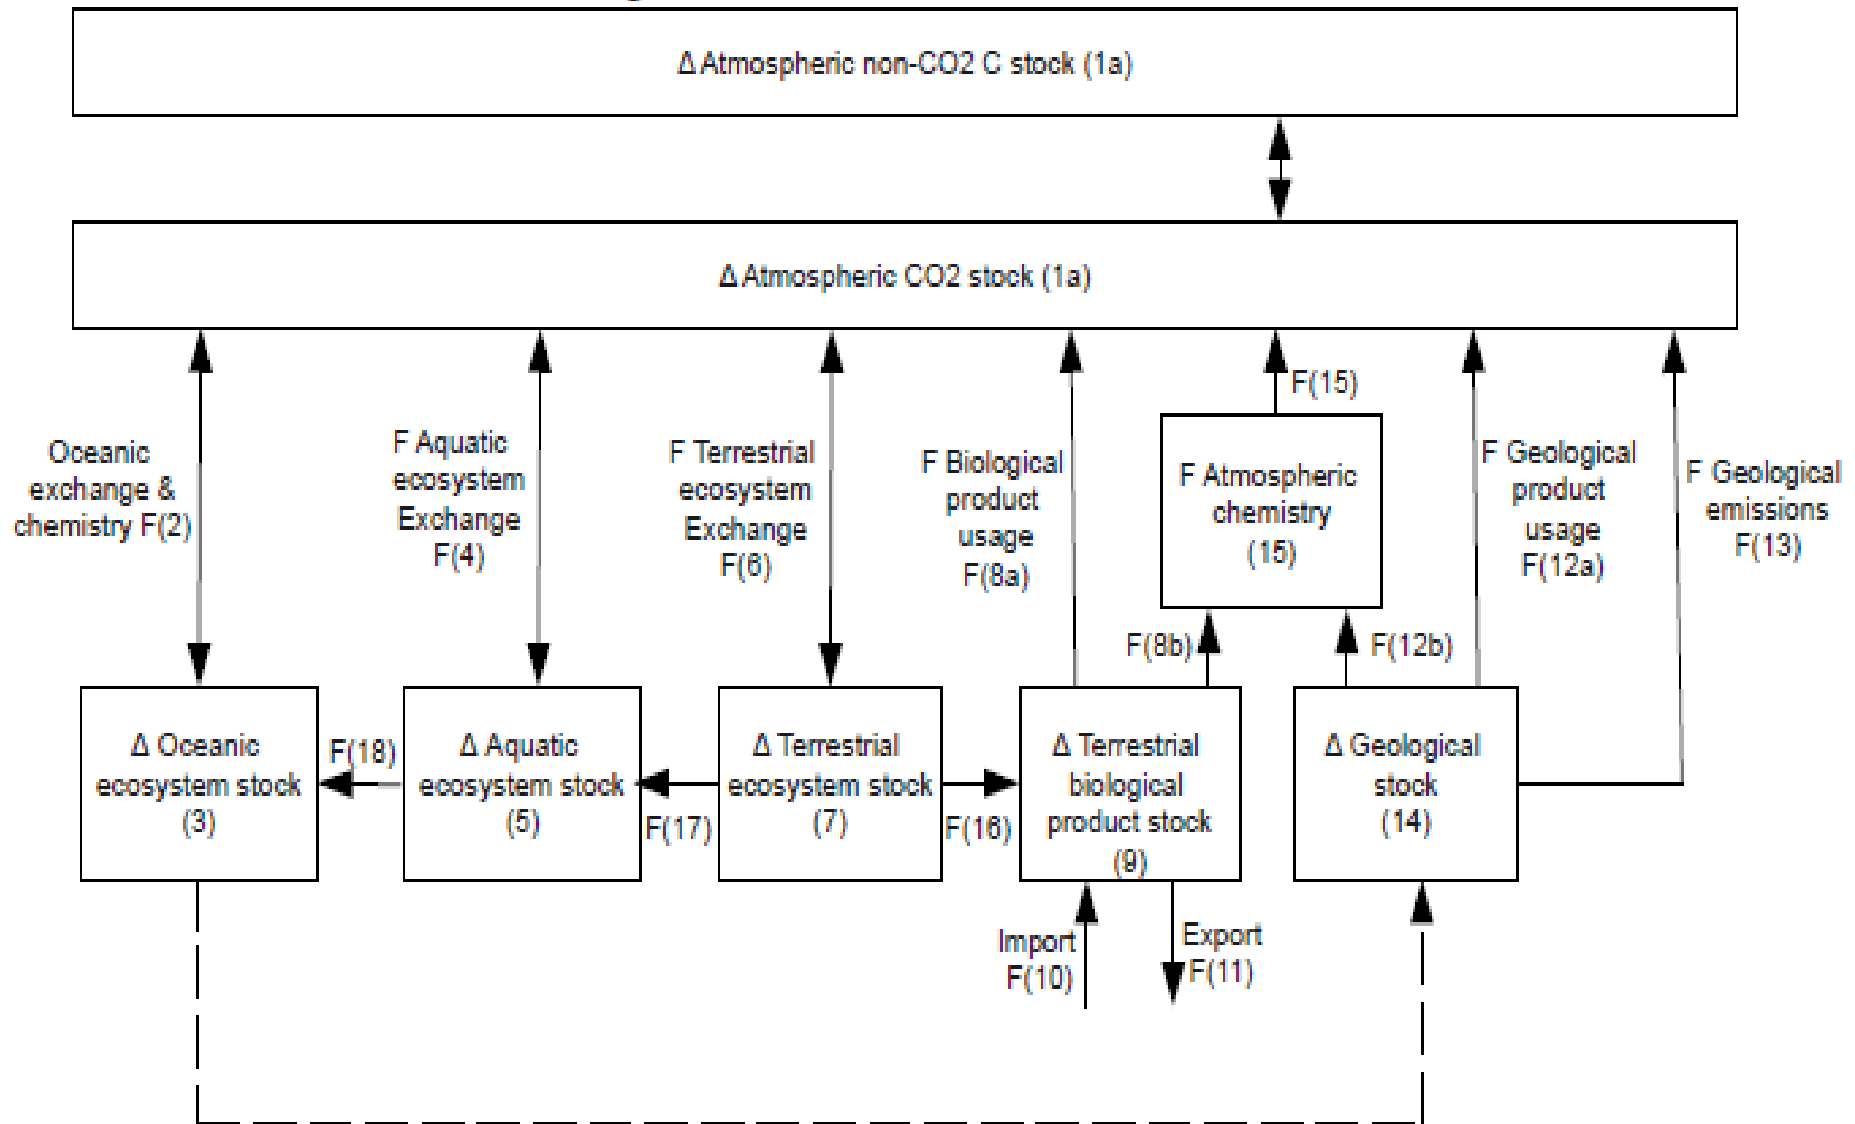 Δ Atmospheric non-CO2 C stock (1a)
Δ Atmospheric CO2 stock (1a)
Oceanic
exchange &
chemistry F(2)
F Aquatic
ecosystem
Exchange
F(4)
F Terrestrial
ecosystem
Exchange
F(6)
F Biological
product
usage
F(8a)
F(15)
F Atmospheric
chemistry
(15)
F Geological
product
usage
F(12a)
F Geological
emissions
F(13)
F(8b)
F(12b)
Δ Oceanic
ecosystem stock
(3)
F(18)
Δ Aquatic
ecosystem stock
(5)
F(17)
Δ Terrestrial
ecosystem stock
(7)
F(16)
Δ Terrestrial
biological
product stock
(9)
Δ Geological
stock
(14)
Import
F(10)
Export
F(11)